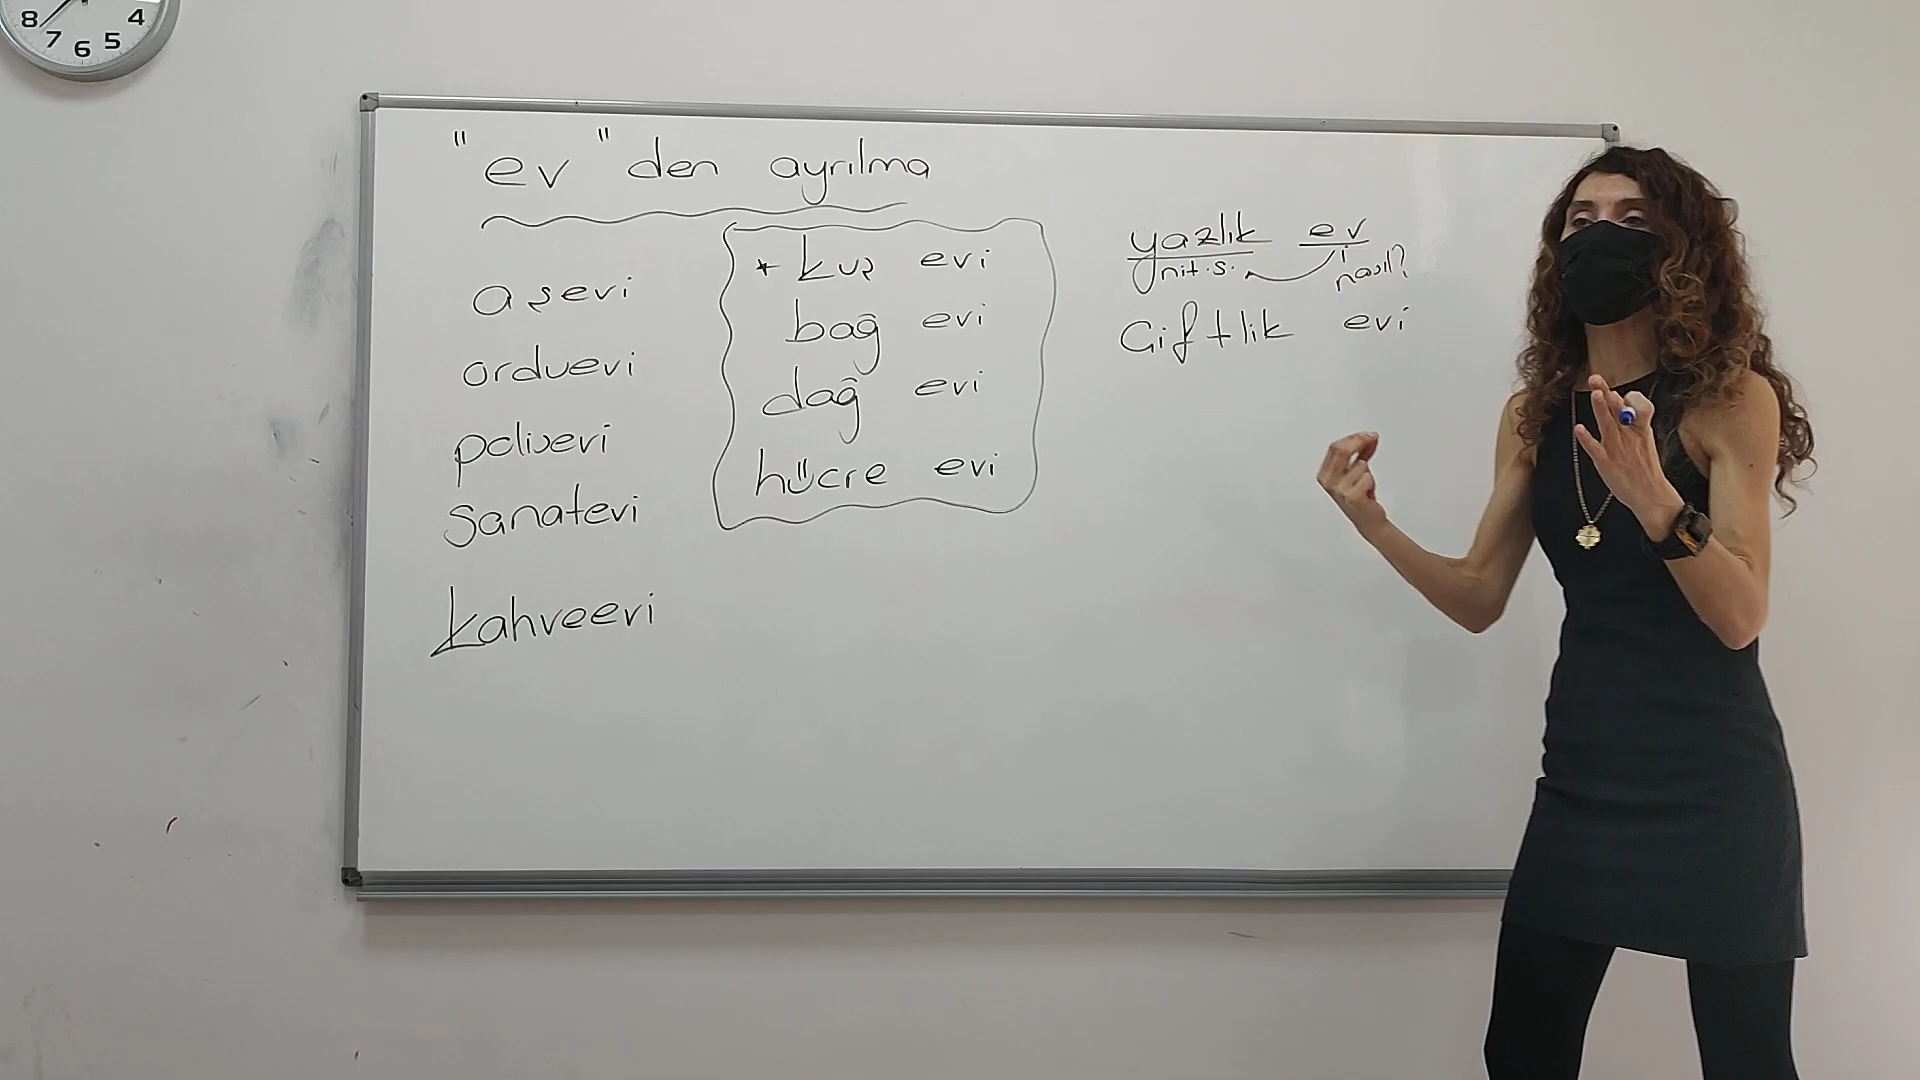 8 7 6 5 4
"ev"den ayrılma
aşevi
orduevi
polisevi
sanatevi
kahveevi
* kuş evi
bağ evi
dağ evi
hücre evi
yazlık ev
nit.s. nasıl?
Çiftlik evi